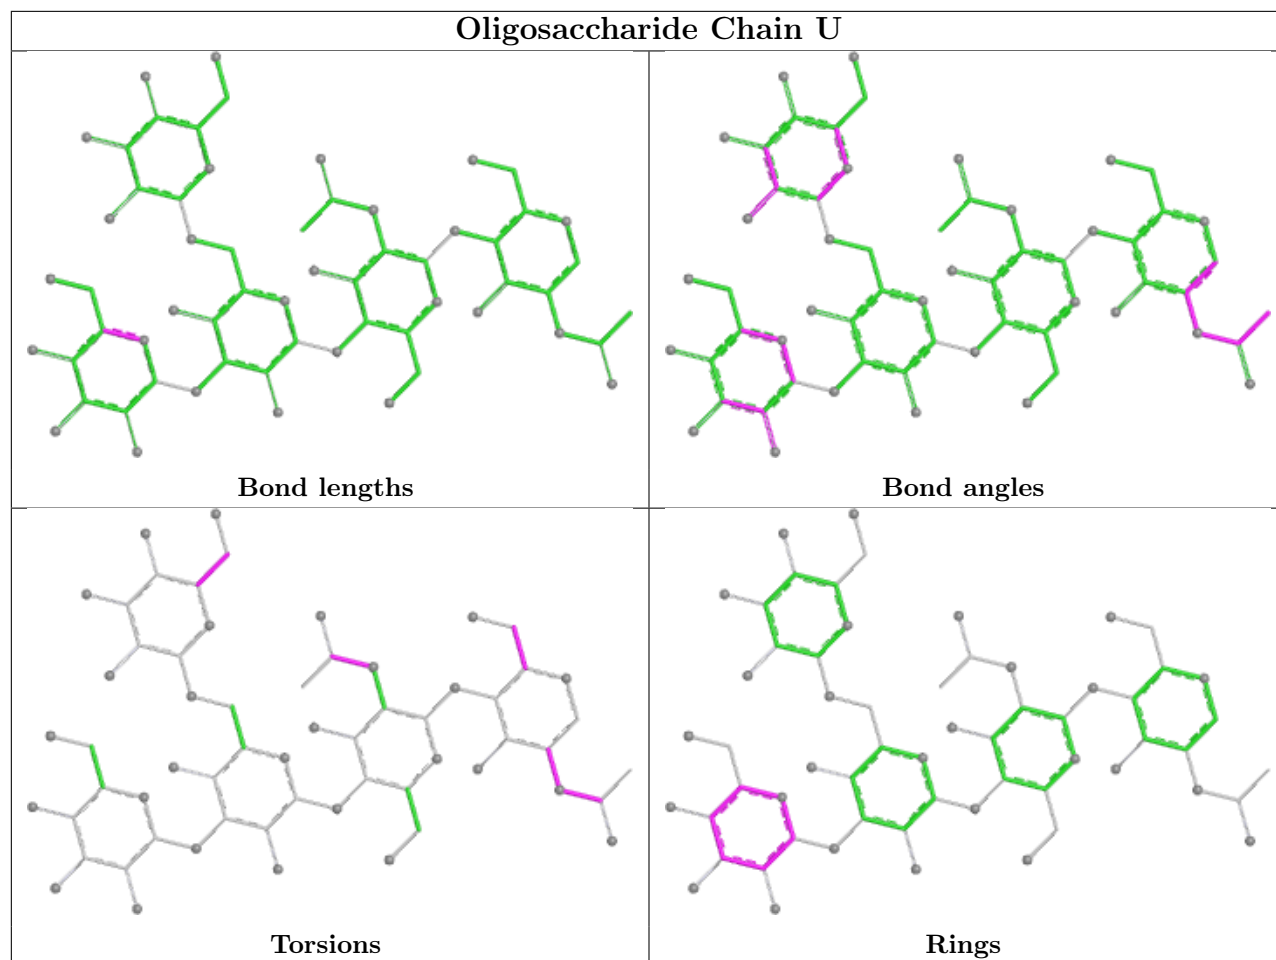 Oligosaccharide Chain U
Bond lengths
Bond angles
Torsions
Rings